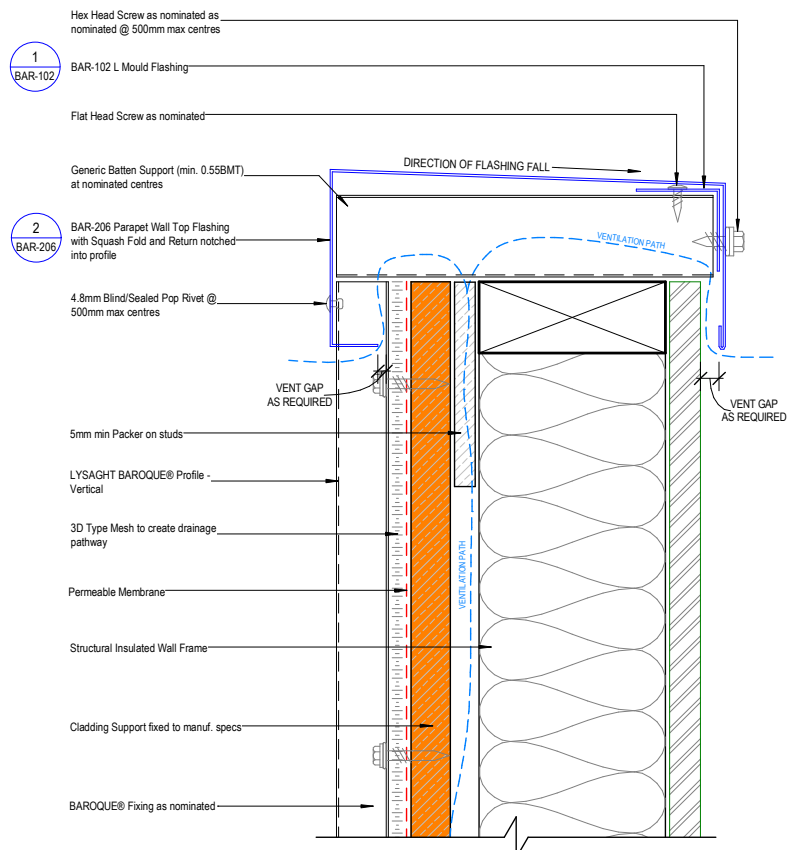 Hex Head Screw as nominated as
nominated @ 500mm max centres
1
BAR-102
BAR-102 L Mould Flashing
Flat Head Screw as nominated
DIRECTION OF FLASHING FALL
Generic Batten Support (min. 0.55BMT)
at nominated centres
2
BAR-206
BAR-206 Parapet Wall Top Flashing
with Squash Fold and Return notched
into profile
VENTILATION PATH
4.8mm Blind/Sealed Pop Rivet @
500mm max centres
VENT GAP
AS REQUIRED
VENT GAP
AS REQUIRED
5mm min Packer on studs
LYSAGHT BAROQUE® Profile -
Vertical
3D Type Mesh to create drainage
pathway
VENTILATION PATH
Permeable Membrane
Structural Insulated Wall Frame
Cladding Support fixed to manuf. specs
BAROQUE® Fixing as nominated